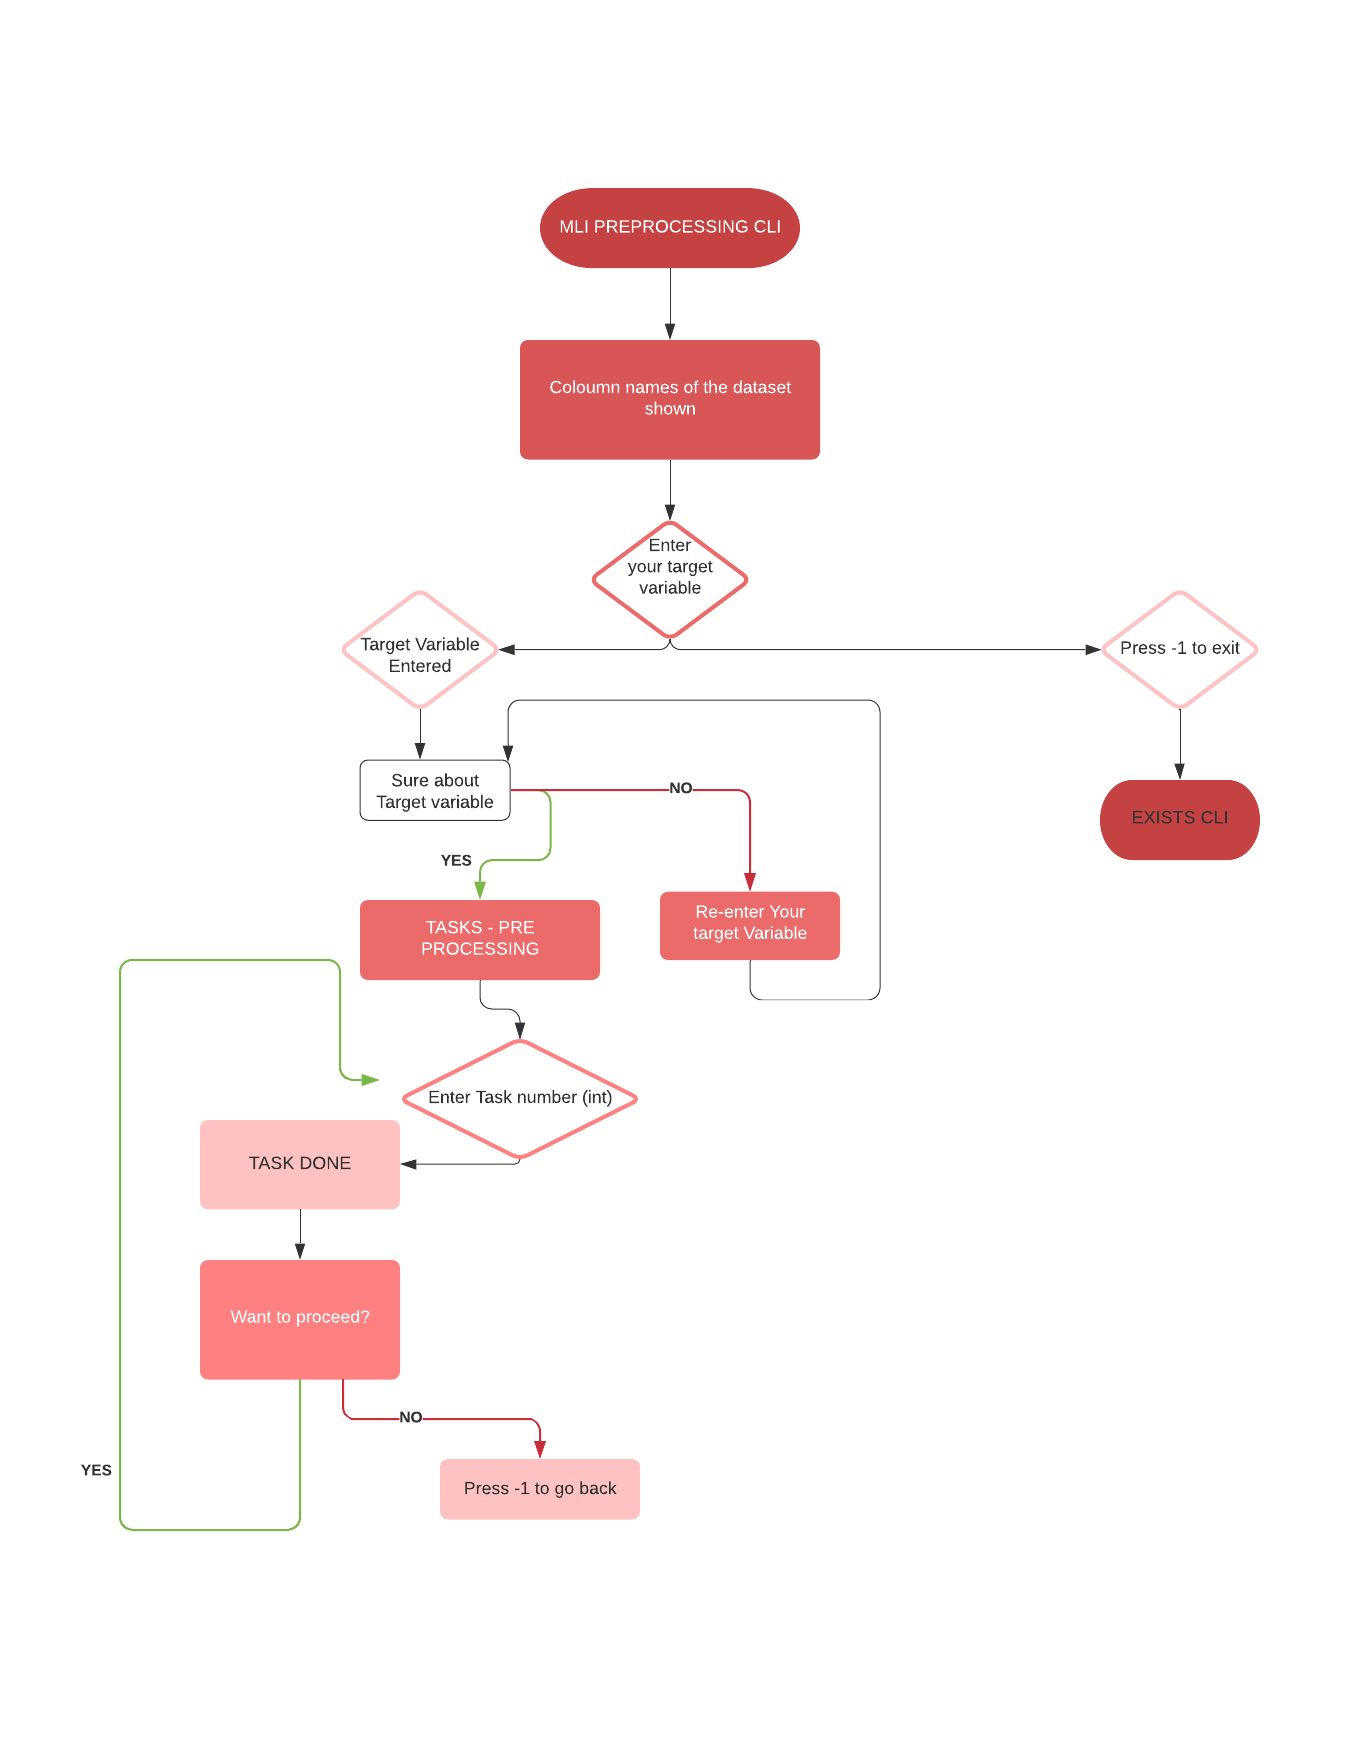 MLI PREPROCESSING CLI
Coloumn names of the dataset
shown
Enter
your target
variable
Target Variable
Entered
Press -1 to exit
Sure about
Target variable
NO
EXISTS CLI
YES
Re-enter Your
target Variable
TASKS - PRE
PROCESSING
Enter Task number (int)
TASK DONE
Want to proceed?
NO
YES
Press -1 to go back